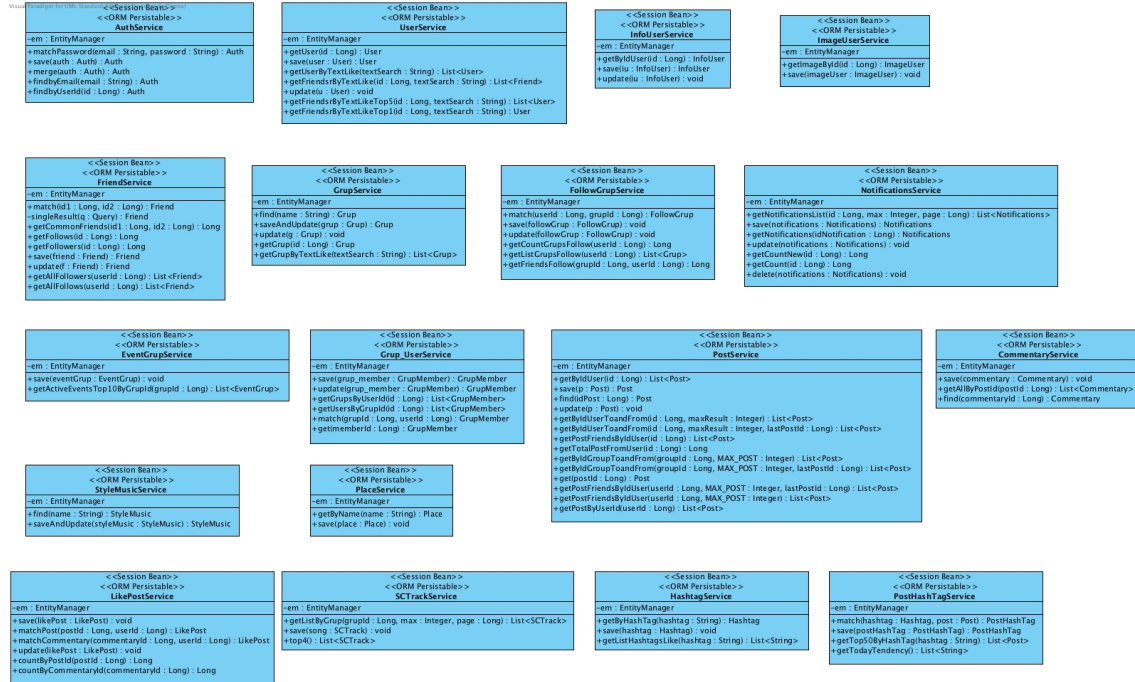 Visual Paradigm for UML Standard
<<Session Bean>>
<<ORM Persistable>>
AuthService
-em : EntityManager
+matchPassword(email : String, password : String) : Auth
+save(auth : Auth) : Auth
+merge(auth : Auth) : Auth
+findbyEmail(email : String) : Auth
+findbyUserId(id : Long) : Auth
<<Session Bean>>
<<ORM Persistable>>
UserService
-em : EntityManager
+getUser(id : Long) : User
+save(user : User) : User
+getUserByTextLike(textSearch : String) : List<User>
+getFriendsrByTextLike(id : Long, textSearch : String) : List<Friend>
+update(u : User) : void
+getFriendsrByTextLikeTop5(id : Long, textSearch : String) : List<User>
+getFriendsrByTextLikeTop1(id : Long, textSearch : String) : User
<<Session Bean>>
<<ORM Persistable>>
InfoUserService
-em : EntityManager
+getByIdUser(id : Long) : InfoUser
+save(iu : InfoUser) : InfoUser
+update(iu : InfoUser) : void
<<Session Bean>>
<<ORM Persistable>>
ImageUserService
-em : EntityManager
+getImageById(id : Long) : ImageUser
+save(imageUser : ImageUser) : void
<<Session Bean>>
<<ORM Persistable>>
FriendService
-em : EntityManager
+match(id1 : Long, id2 : Long) : Friend
-singleResult(q : Query) : Friend
+getCommonFriends(id1 : Long, id2 : Long) : Long
+getFollows(id : Long) : Long
+getFollowers(id : Long) : Long
+save(friend : Friend) : Friend
+update(f : Friend) : Friend
+getAllFollowers(userId : Long) : List<Friend>
+getAllFollows(userId : Long) : List<Friend>
<<Session Bean>>
<<ORM Persistable>>
GrupService
-em : EntityManager
+find(name : String) : Grup
+saveAndUpdate(grup : Grup) : Grup
+update(g : Grup) : void
+getGrup(id : Long) : Grup
+getGrupByTextLike(textSearch : String) : List<Grup>
<<Session Bean>>
<<ORM Persistable>>
FollowGrupService
-em : EntityManager
+match(userId : Long, grupId : Long) : FollowGrup
+save(followGrup : FollowGrup) : void
+update(followGrup : FollowGrup) : void
+getCountGrupsFollow(userId : Long) : Long
+getListGrupsFollow(userId : Long) : List<Grup>
+getFriendsFollow(grupId : Long, userId : Long) : Long
<<Session Bean>>
<<ORM Persistable>>
NotificationsService
-em : EntityManager
+getNotificationsList(id : Long, max : Integer, page : Long) : List<Notifications>
+save(notifications : Notifications) : Notifications
+getNotifications(idNotification : Long) : Notifications
+update(notifications : Notifications) : void
+getCountNew(id : Long) : Long
+getCount(id : Long) : Long
+delete(notifications : Notifications) : void
<<Session Bean>>
<<ORM Persistable>>
EventGrupService
-em : EntityManager
+save(eventGrup : EventGrup) : void
+getActiveEventsTop10ByGrupId(grupId : Long) : List<EventGrup>
<<Session Bean>>
<<ORM Persistable>>
Grup_UserService
-em : EntityManager
+save(grup_member : GrupMember) : GrupMember
+update(grup_member : GrupMember) : GrupMember
+getGrupsByUserId(id : Long) : List<GrupMember>
+getUsersByGrupId(id : Long) : List<GrupMember>
+match(grupId : Long, userId : Long) : GrupMember
+get(memberId : Long) : GrupMember
<<Session Bean>>
<<ORM Persistable>>
PostService
-em : EntityManager
+getByIdUser(id : Long) : List<Post>
+save(p : Post) : Post
+find(idPost : Long) : Post
+update(p : Post) : void
+getByIdUserToandFrom(id : Long, maxResult : Integer) : List<Post>
+getByIdUserToandFrom(id : Long, maxResult : Integer, lastPostId : Long) : List<Post>
+getPostFriendsByIdUser(id : Long) : List<Post>
+getTotalPostFromUser(id : Long) : Long
+getByIdGroupToandFrom(groupId : Long, MAX_POST : Integer) : List<Post>
+getByIdGroupToandFrom(groupId : Long, MAX_POST : Integer, lastPostId : Long) : List<Post>
+get(postId : Long) : Post
+getPostFriendsByIdUser(userId : Long, MAX_POST : Integer, lastPostId : Long) : List<Post>
+getPostFriendsByIdUser(userId : Long, MAX_POST : Integer) : List<Post>
+getPostByUserId(userId : Long) : List<Post>
<<Session Bean>>
<<ORM Persistable>>
CommentaryService
-em : EntityManager
+save(commentary : Commentary) : void
+getAllByPostId(postId : Long) : List<Commentary>
+find(commentaryId : Long) : Commentary
<<Session Bean>>
<<ORM Persistable>>
StyleMusicService
-em : EntityManager
+find(name : String) : StyleMusic
+saveAndUpdate(styleMusic : StyleMusic) : StyleMusic
<<Session Bean>>
<<ORM Persistable>>
PlaceService
-em : EntityManager
+getByName(name : String) : Place
+save(place : Place) : void
<<Session Bean>>
<<ORM Persistable>>
LikePostService
-em : EntityManager
+save(likePost : LikePost) : void
+matchPost(postId : Long, userId : Long) : LikePost
+matchCommentary(commentaryId : Long, userId : Long) : LikePost
+update(likePost : LikePost) : void
+countByPostId(postId : Long) : Long
+countByCommentaryId(commentaryId : Long) : Long
<<Session Bean>>
<<ORM Persistable>>
SCTrackService
-em : EntityManager
+getListByGrup(grupId : Long, max : Integer, page : Long) : List<SCTrack>
+save(song : SCTrack) : void
+top4() : List<SCTrack>
<<Session Bean>>
<<ORM Persistable>>
HashtagService
-em : EntityManager
+getByHashTag(hashtag : String) : Hashtag
+save(hashtag : Hashtag) : void
+getListHashtagsLike(hashtag : String) : List<String>
<<Session Bean>>
<<ORM Persistable>>
PostHashTagService
-em : EntityManager
+match(hashtag : Hashtag, post : Post) : PostHashTag
+save(postHashTag : PostHashTag) : PostHashTag
+getTop50ByHashTag(hashtag : String) : List<Post>
+getTodayTendency() : List<String>